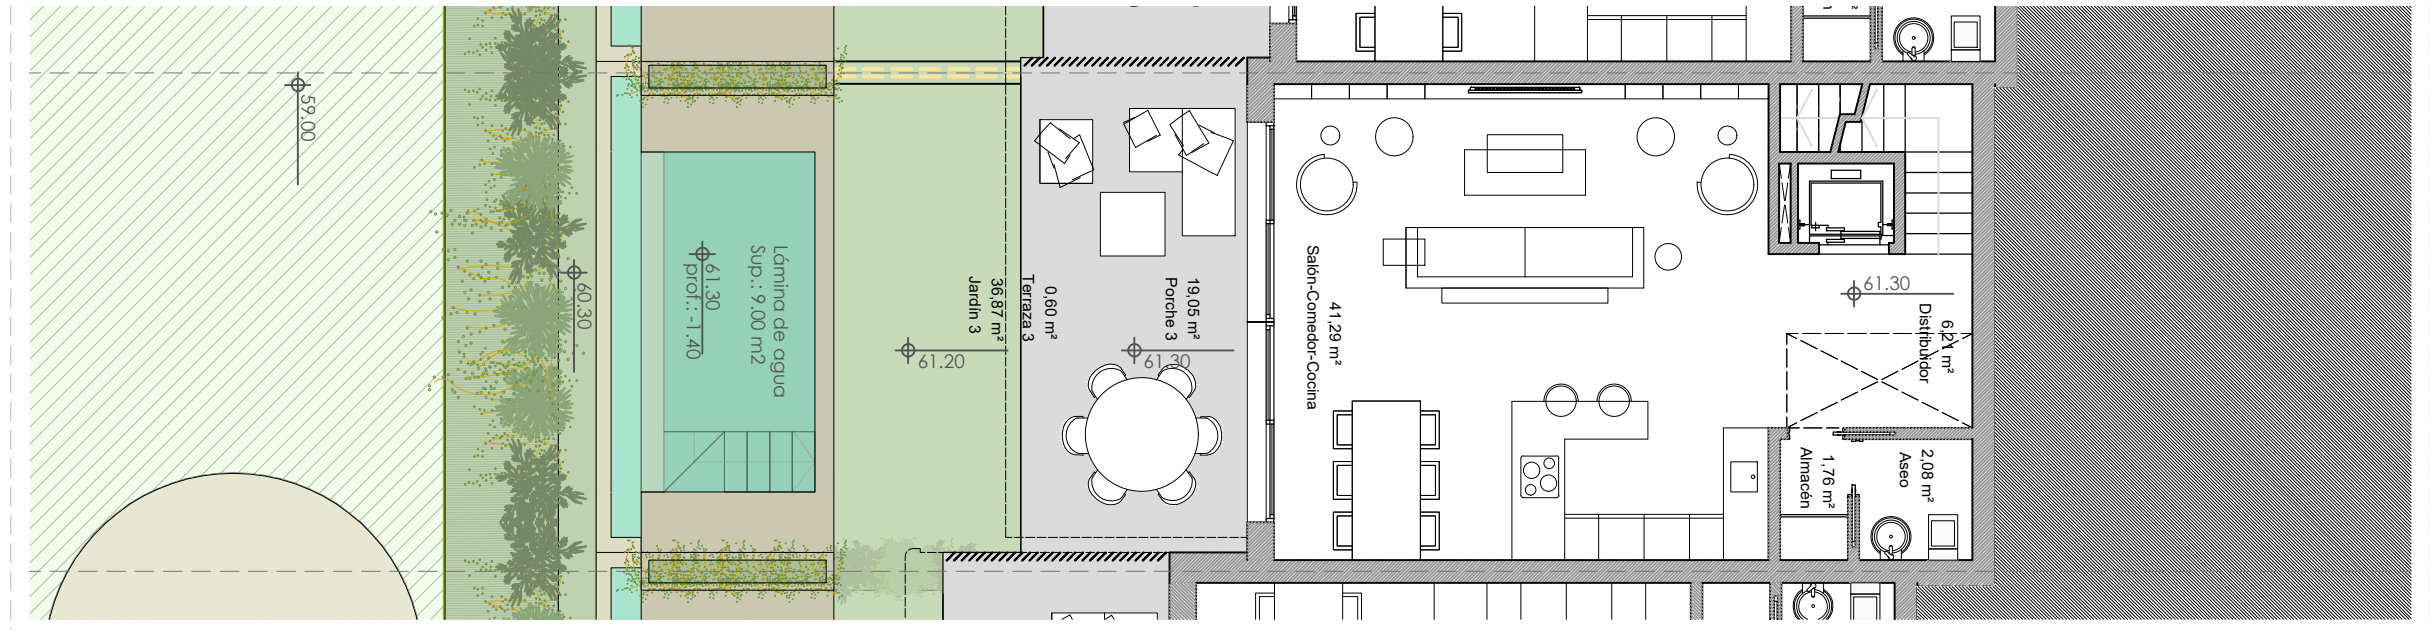 59.00
60.30
61.30
prof.: -1.40
Lámina de agua
Sup.: 9.00 m2
61.20
36,87 m²
Jardín 3
0,60 m²
Terraza 3
19,05 m²
Porche 3
61.30
41,29 m²
Salón-Comedor-Cocina
61.30
6,21 m²
Distribuidor
1,76 m²
Almacén
2,08 m²
Aseo